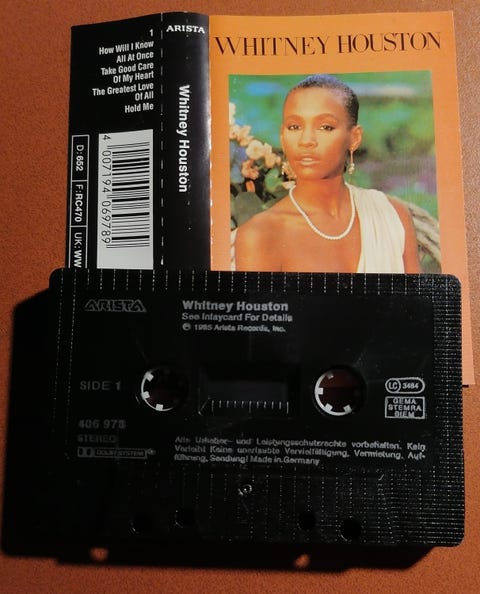 1
How Will I Know
All At Once
Take Good Care
Of My Heart
The Greatest Love
Of All
Hold Me
4 007194 069789
D: 652
F: RC470
UK: WW
ARISTA
Whitney Houston
WHITNEY HOUSTON
ARISTA
Whitney Houston
See Inlaycard For Details
℗ 1985 Arista Records, Inc.
SIDE 1
406 978
STEREO
DOLBY SYSTEM
LC 3484
GEMA
STEMRA
BIEM
Alle Urheber- und Leistungsschutzrechte vorbehalten. Kein
Verleih! Keine unerlaubte Vervielfältigung, Vermietung, Auf-
führung, Sendung! Made in Germany